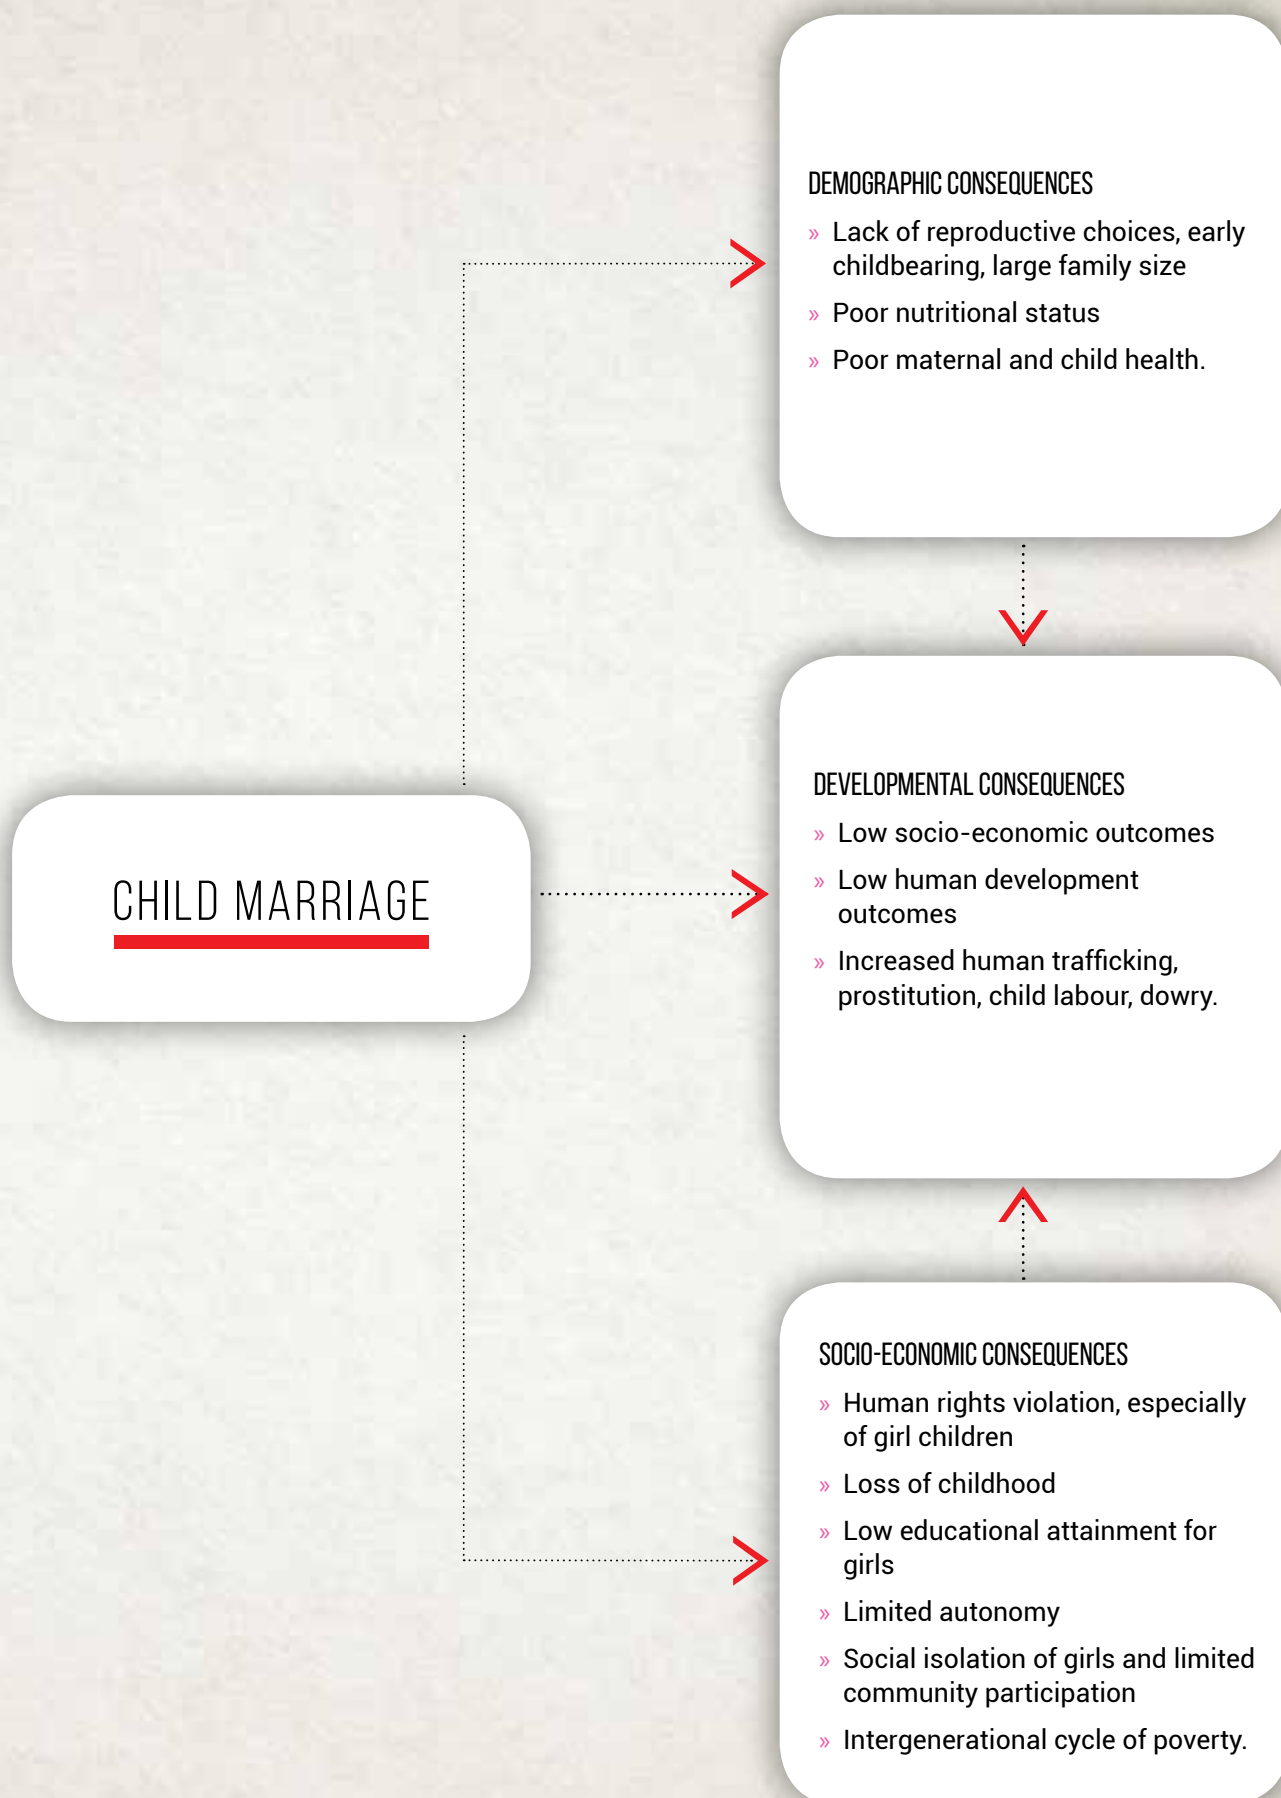 DEMOGRAPHIC CONSEQUENCES
» Lack of reproductive choices, early
childbearing, large family size
» Poor nutritional status
» Poor maternal and child health.
CHILD MARRIAGE
DEVELOPMENTAL CONSEQUENCES
» Low socio-economic outcomes
» Low human development
outcomes
» Increased human trafficking,
prostitution, child labour, dowry.
SOCIO-ECONOMIC CONSEQUENCES
» Human rights violation, especially
of girl children
» Loss of childhood
» Low educational attainment for
girls
» Limited autonomy
» Social isolation of girls and limited
community participation
» Intergenerational cycle of poverty.